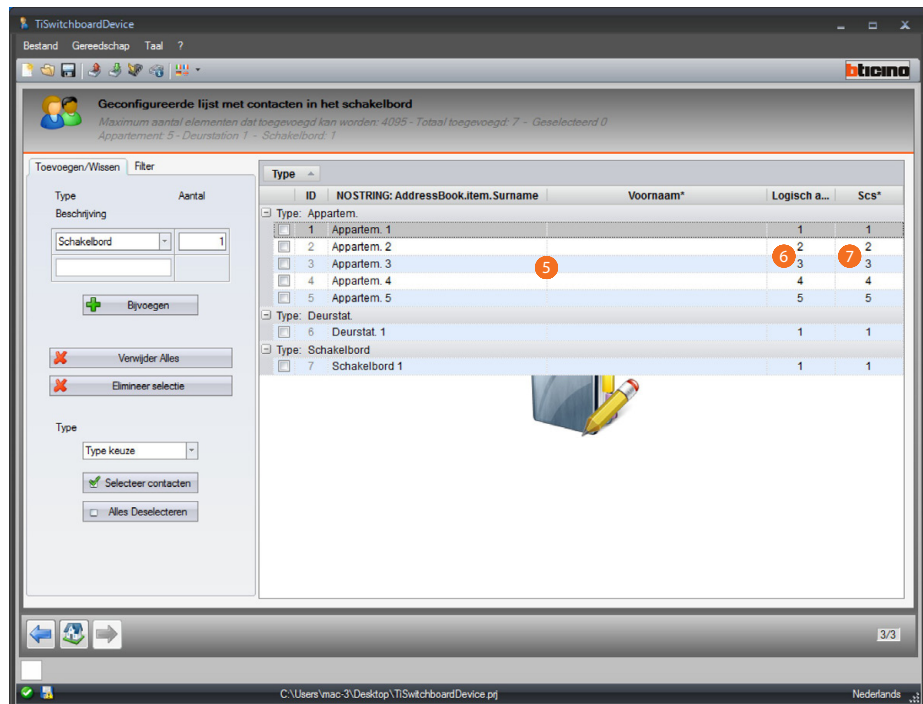 TiSwitchboardDevice
Bestand Gereedschap Taal ?
bticino
Geconfigureerde lijst met contacten in het schakelbord
Maximum aantal elementen dat toegevoegd kan worden: 4095 - Totaal toegevoegd: 7 - Geselecteerd 0
Appartement: 5 - Deurstation 1 - Schakelbord: 1
Toevoegen/Wissen Filter
Type Aantal
Beschrijving
Schakelbord 1
Bijvoegen
Verwijder Alles
Elimineer selectie
Type
Type keuze
Selecteer contacten
Alles Deselecteren
Type
ID NOSTRING: AddressBook.item.Surname Voornaam* Logisch a... Scs*
Type: Appartem.
1 Appartem. 1 1 1
2 Appartem. 2 2 2
3 Appartem. 3 3 3
4 Appartem. 4 4 4
5 Appartem. 5 5 5
5 6 7
Type: Deurstat.
6 Deurstat. 1 1 1
Type: Schakelbord
7 Schakelbord 1 1 1
3/3
C:\Users\mac-3\Desktop\TiSwitchboardDevice.prj Nederlands